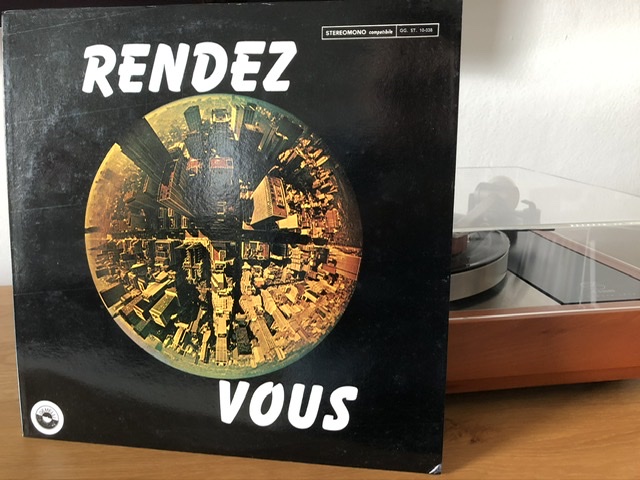 RENDEZ
STEREOMONO compatibile GG. ST. 10-038
VOUS